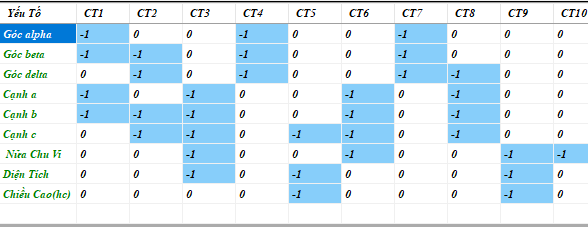 Yếu Tố CT1 CT2 CT3 CT4 CT5 CT6 CT7 CT8 CT9 CT10
Góc alpha -1 0 0 -1 0 0 -1 0 0 0
Góc beta -1 -1 0 -1 0 0 -1 0 0 0
Góc delta 0 -1 0 -1 0 0 -1 -1 0 0
Cạnh a -1 0 -1 0 0 -1 0 -1 0 0
Cạnh b -1 -1 -1 0 0 -1 0 -1 0 0
Cạnh c 0 -1 -1 0 -1 -1 0 -1 0 0
Nữa Chu Vi 0 0 -1 0 0 -1 0 0 -1 -1
Diện Tích 0 0 -1 0 -1 0 0 0 -1 0
Chiều Cao(hc) 0 0 0 0 -1 0 0 0 -1 0